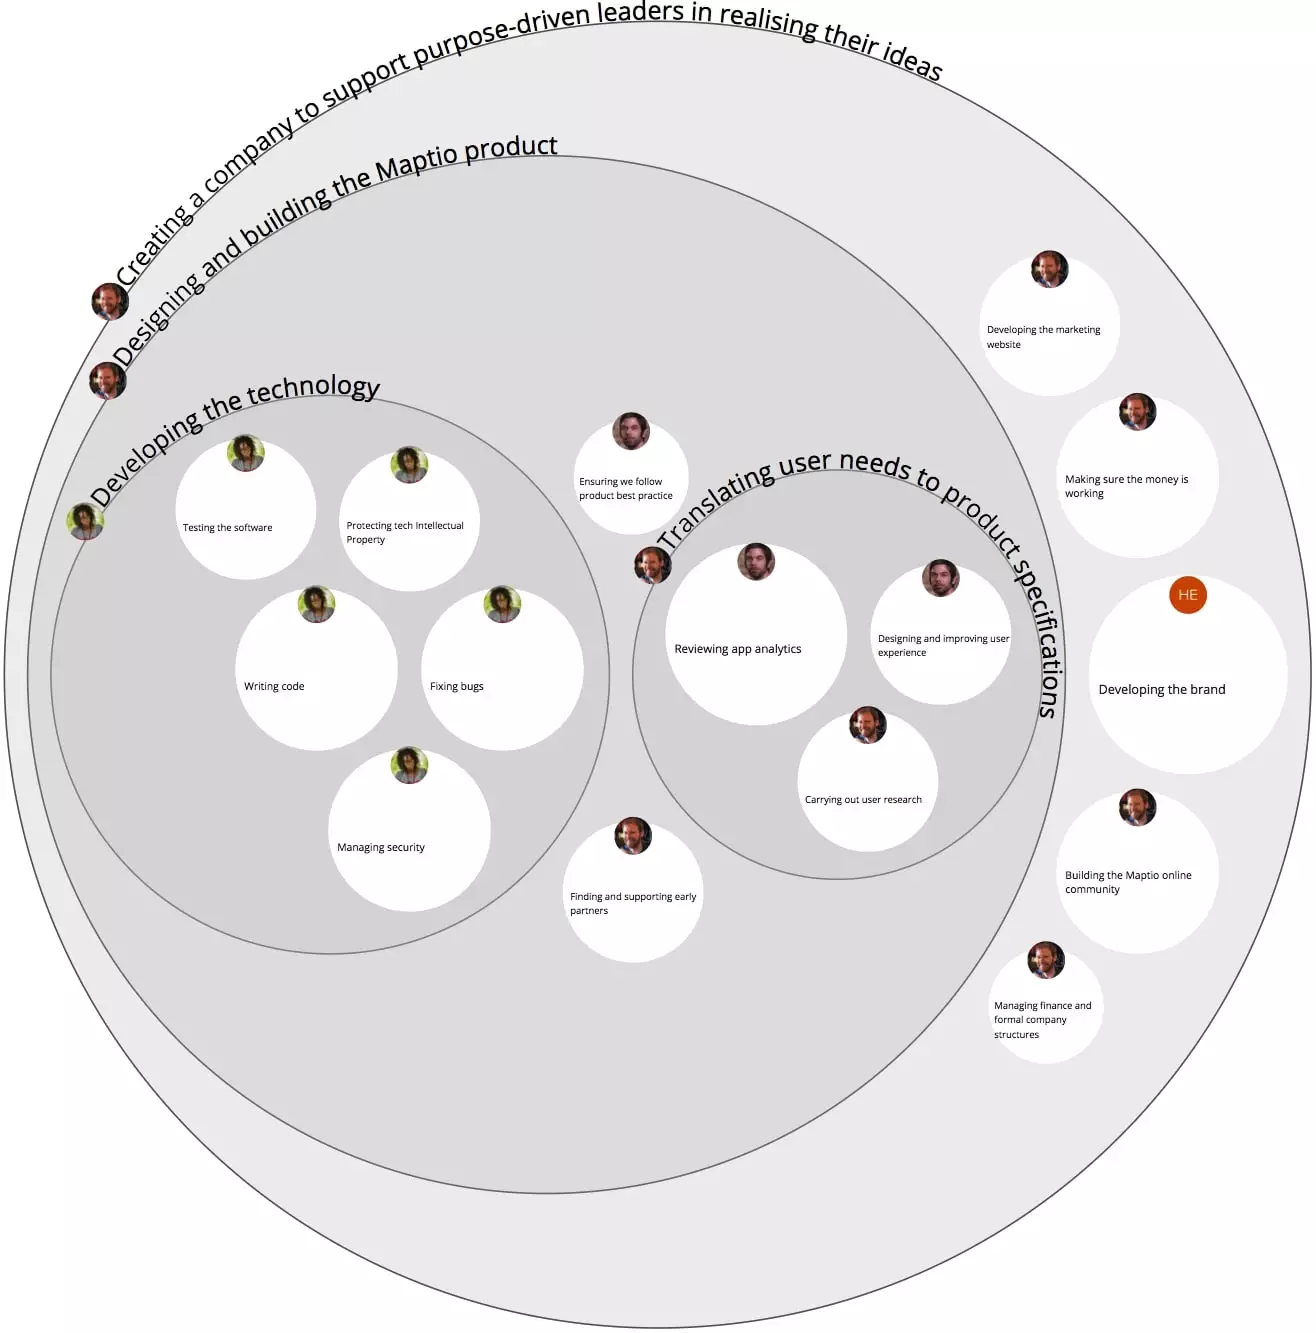 Creating a company to support purpose-driven leaders in realising their ideas
Designing and building the Maptio product
Developing the technology
Testing the software
Protecting tech Intellectual
Property
Writing code
Fixing bugs
Managing security
Ensuring we follow
product best practice
Translating user needs to product specifications
Reviewing app analytics
Designing and improving user
experience
Carrying out user research
Finding and supporting early
partners
Developing the marketing
website
Making sure the money is
working
HE
Developing the brand
Building the Maptio online
community
Managing finance and
formal company
structures